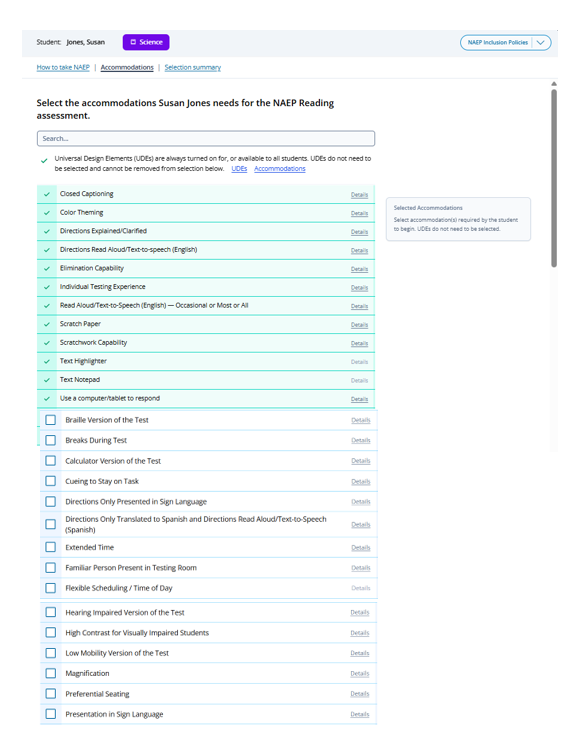 Student: Jones, Susan
Science
NAEP Inclusion Policies
How to take NAEP | Accommodations | Selection summary
Select the accommodations Susan Jones needs for the NAEP Reading
assessment.
Search...
Universal Design Elements (UDEs) are always turned on for, or available to all students. UDEs do not need to
be selected and cannot be removed from selection below. UDEs Accommodations
Closed Captioning Details
Color Theming Details
Directions Explained/Clarified Details
Directions Read Aloud/Text-to-speech (English) Details
Elimination Capability Details
Individual Testing Experience Details
Read Aloud/Text-to-Speech (English) — Occasional or Most or All Details
Scratch Paper Details
Scratchwork Capability Details
Text Highlighter Details
Text Notepad Details
Use a computer/tablet to respond Details
Selected Accommodations
Select accommodation(s) required by the student
to begin. UDEs do not need to be selected.
Braille Version of the Test Details
Breaks During Test Details
Calculator Version of the Test Details
Cueing to Stay on Task Details
Directions Only Presented in Sign Language Details
Directions Only Translated to Spanish and Directions Read Aloud/Text-to-Speech
(Spanish) Details
Extended Time Details
Familiar Person Present in Testing Room Details
Flexible Scheduling / Time of Day Details
Hearing Impaired Version of the Test Details
High Contrast for Visually Impaired Students Details
Low Mobility Version of the Test Details
Magnification Details
Preferential Seating Details
Presentation in Sign Language Details